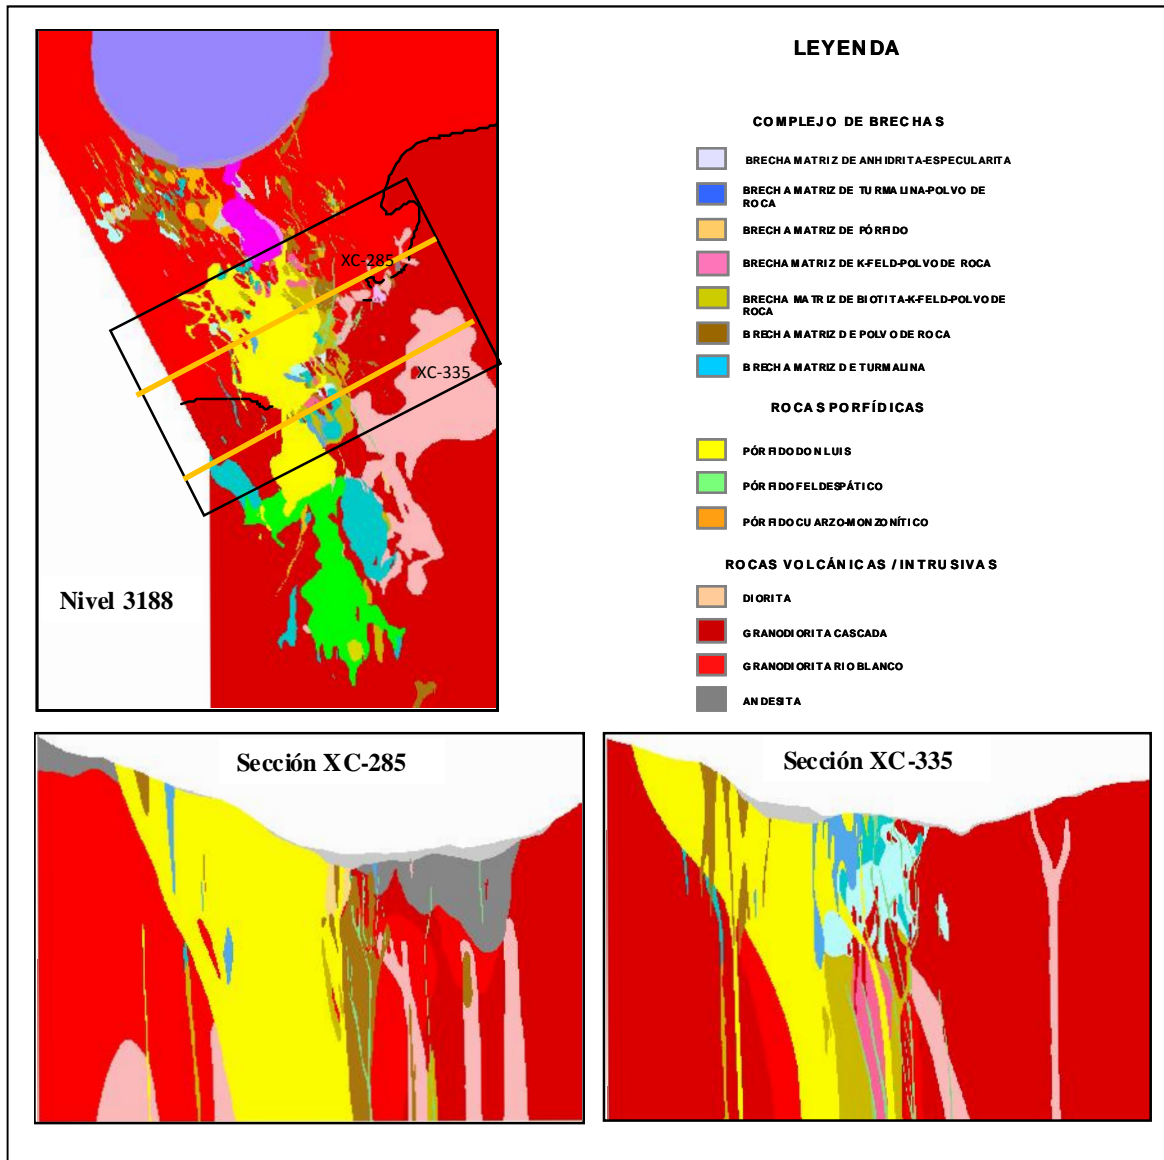 LEYENDA
COMPLEJO DE BRECHAS
BRECHA MATRIZ DE ANHIDRITA-ESPECULARITA
BRECHA MATRIZ DE TURMALINA-POLVO DE
ROCA
BRECHA MATRIZ DE PÓRFIDO
BRECHA MATRIZ DE K-FELD-POLVO DE ROCA
BRECHA MATRIZ DE BIOTITA-K-FELD-POLVO DE
ROCA
BRECHA MATRIZ DE POLVO DE ROCA
BRECHA MATRIZ DE TURMALINA
ROCAS PORFÍDICAS
PÓRFIDO DON LUIS
PÓRFIDO FELDESPÁTICO
PÓRFIDO CUARZO-MONZONÍTICO
ROCAS VOLCÁNICAS / INTRUSIVAS
DIORITA
GRANODIORITA CASCADA
GRANODIORITA RIO BLANCO
ANDESITA
XC-285
XC-335
Nivel 3188
Sección XC-285
Sección XC-335